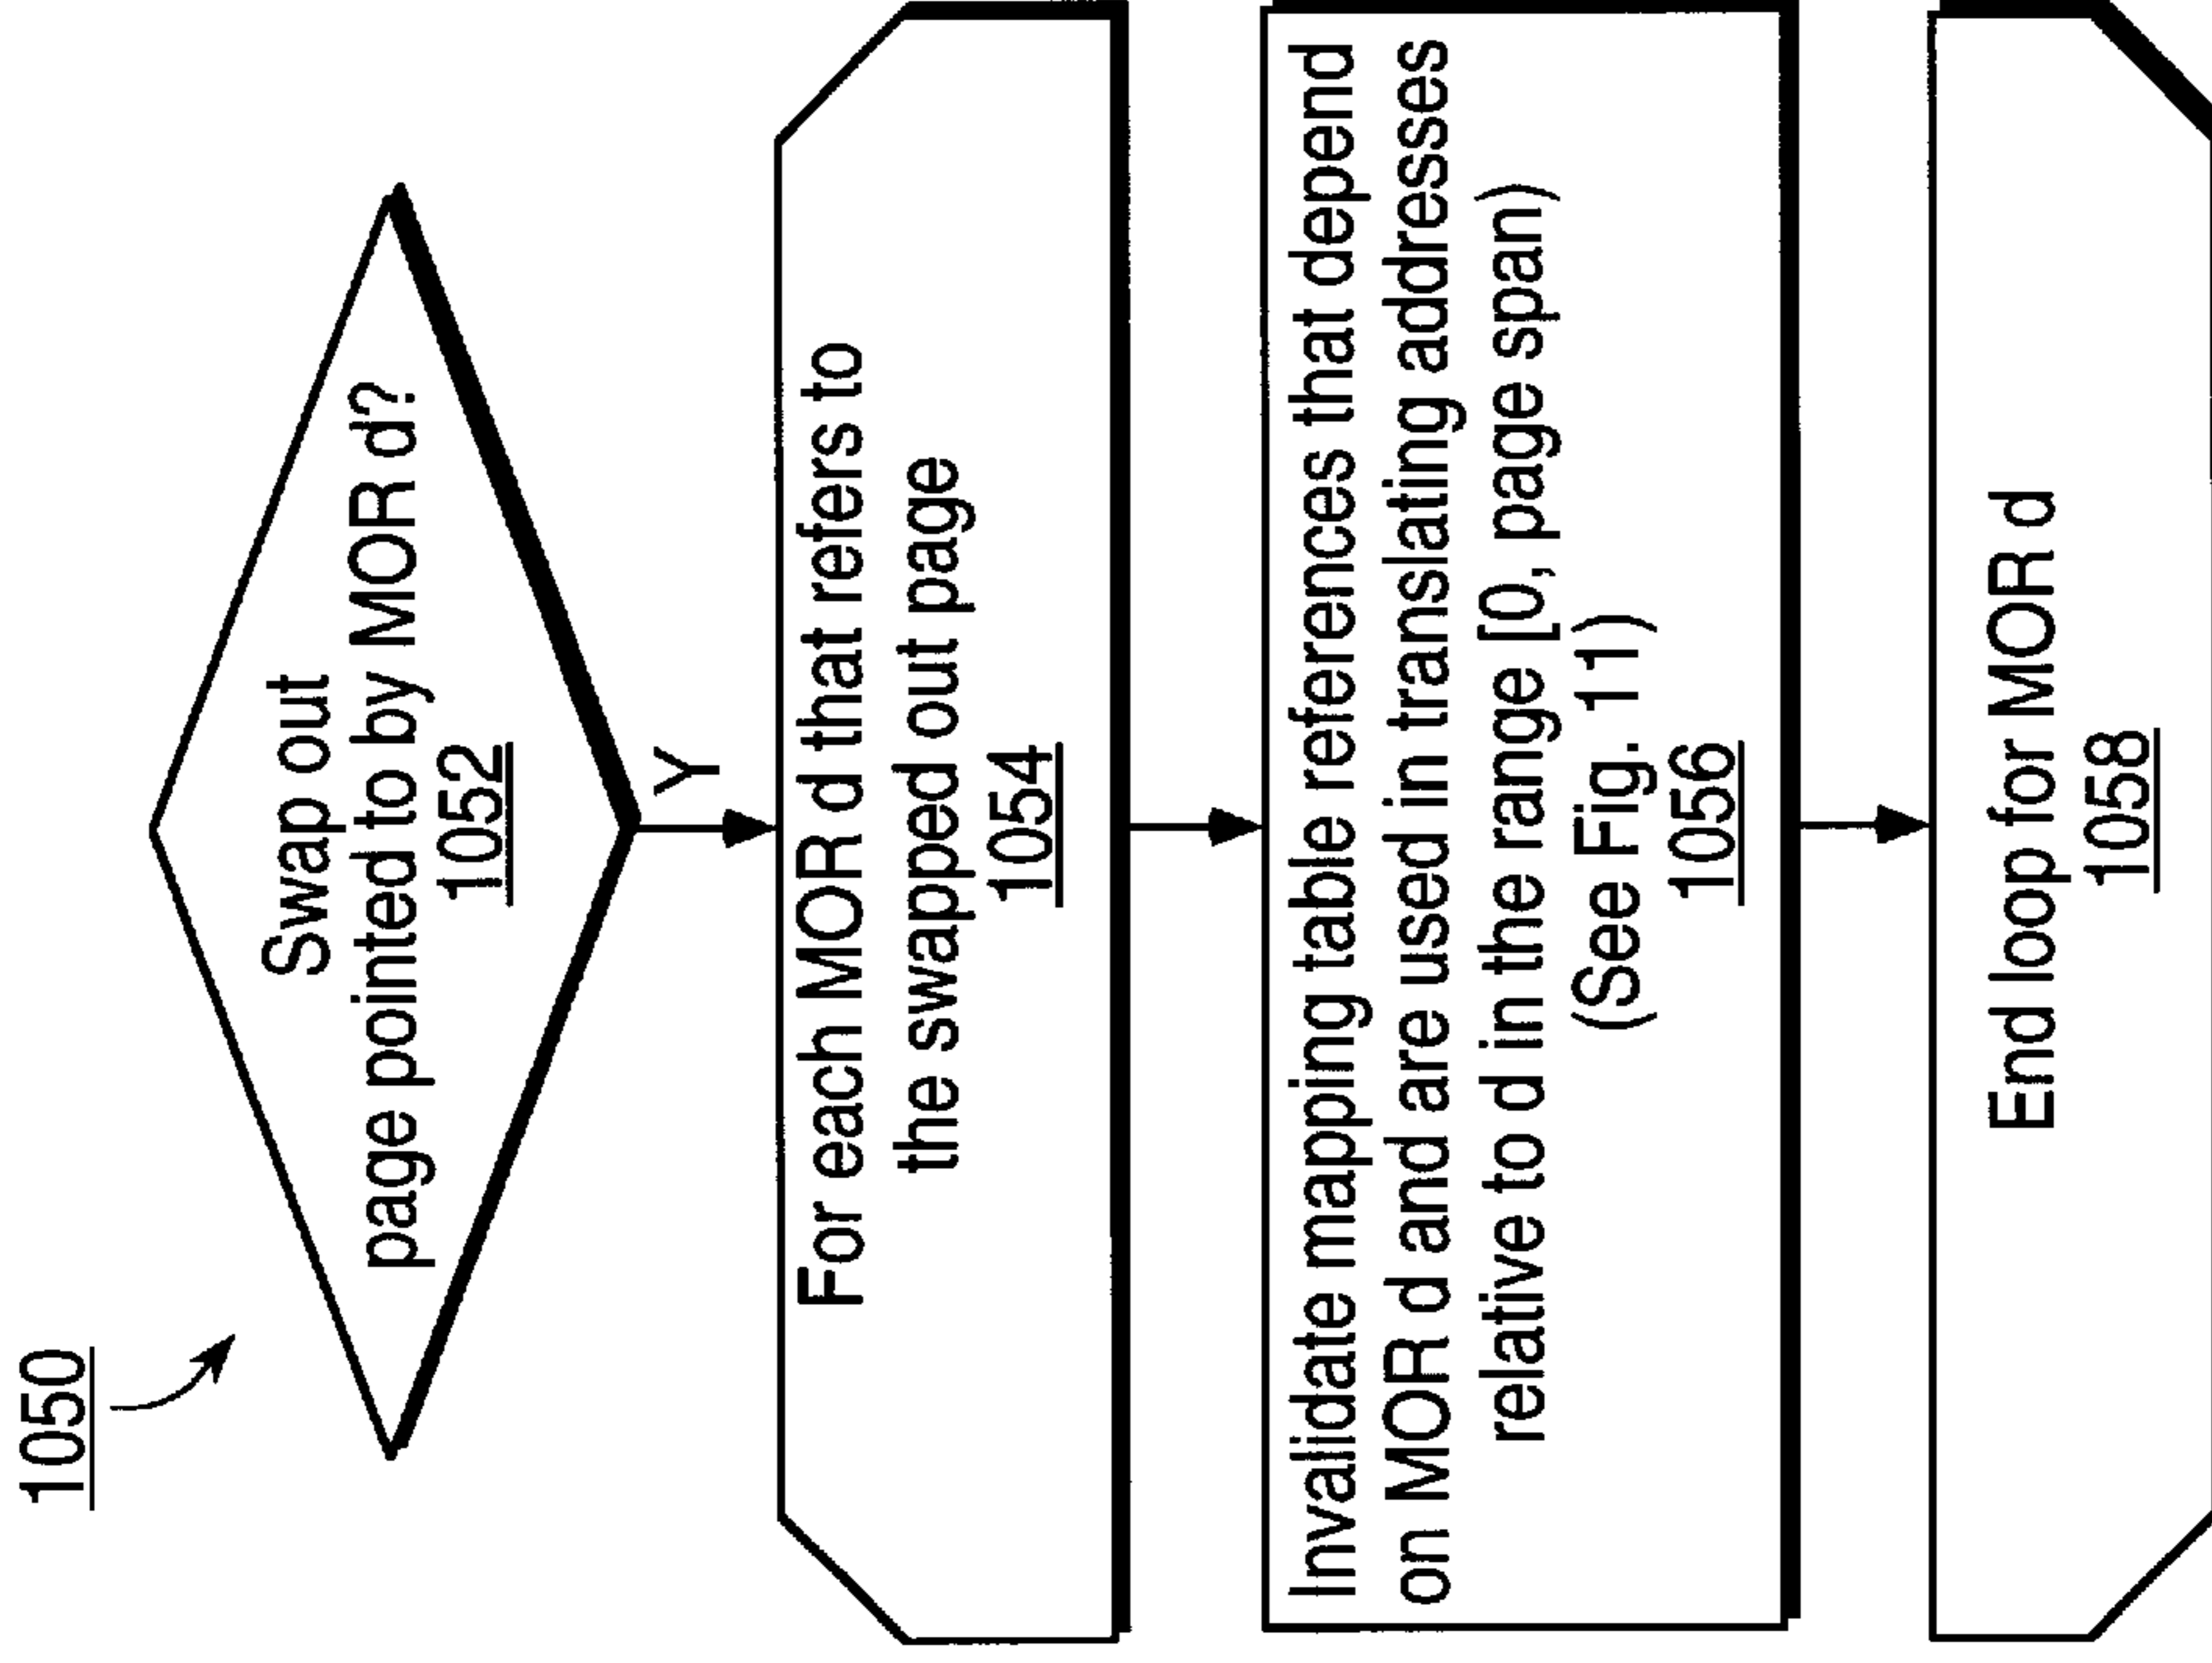 1050
Swap out
page pointed to by MOR d?
1052
Y
For each MOR d that refers to
the swapped out page
1054
Invalidate mapping table references that depend
on MOR d and are used in translating addresses
relative to d in the range [0, page span)
(See Fig. 11)
1056
End loop for MOR d
1058